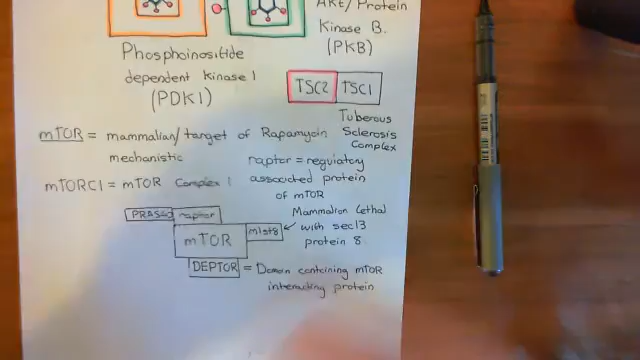 AKt/Protein
Kinase B.
(PKB)
Phosphoinositide
dependent kinase 1
(PDK1)
TSC2 TSC1
Tuberous
Sclerosis
Complex
mTOR = mammalian/target of Rapamycin
mechanistic
raptor = regulatory
associated protein
of mTOR
mTORC1 = mTOR Complex 1
PRAS40 raptor
mTOR
mlst8
Mammalian lethal
with sec13
protein 8
DEPTOR = Domain containing mTOR
interacting protein